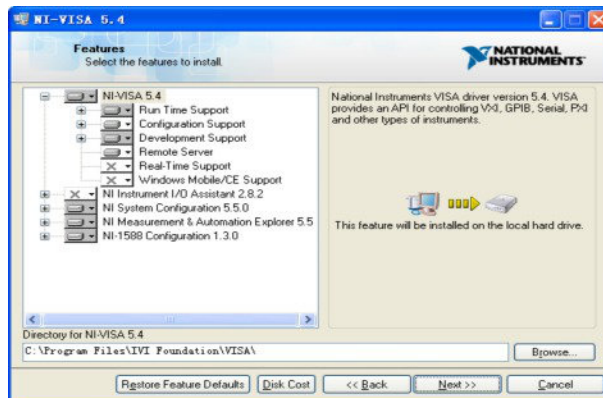 NI-VISA 5.4
Features
Select the features to install.
NATIONAL
INSTRUMENTS
NI-VISA 5.4
Run Time Support
Configuration Support
Development Support
Remote Server
Real-Time Support
Windows Mobile/CE Support
NI Instrument I/O Assistant 2.8.2
NI System Configuration 5.5.0
NI Measurement & Automation Explorer 5.5
NI-1588 Configuration 1.3.0
National Instruments VISA driver version 5.4. VISA
provides an API for controlling VXI, GPIB, Serial, PXI
and other types of instruments.
This feature will be installed on the local hard drive.
Directory for NI-VISA 5.4
C:\Program Files\IVI Foundation\VISA\
Browse...
Restore Feature Defaults
Disk Cost
<< Back
Next >>
Cancel